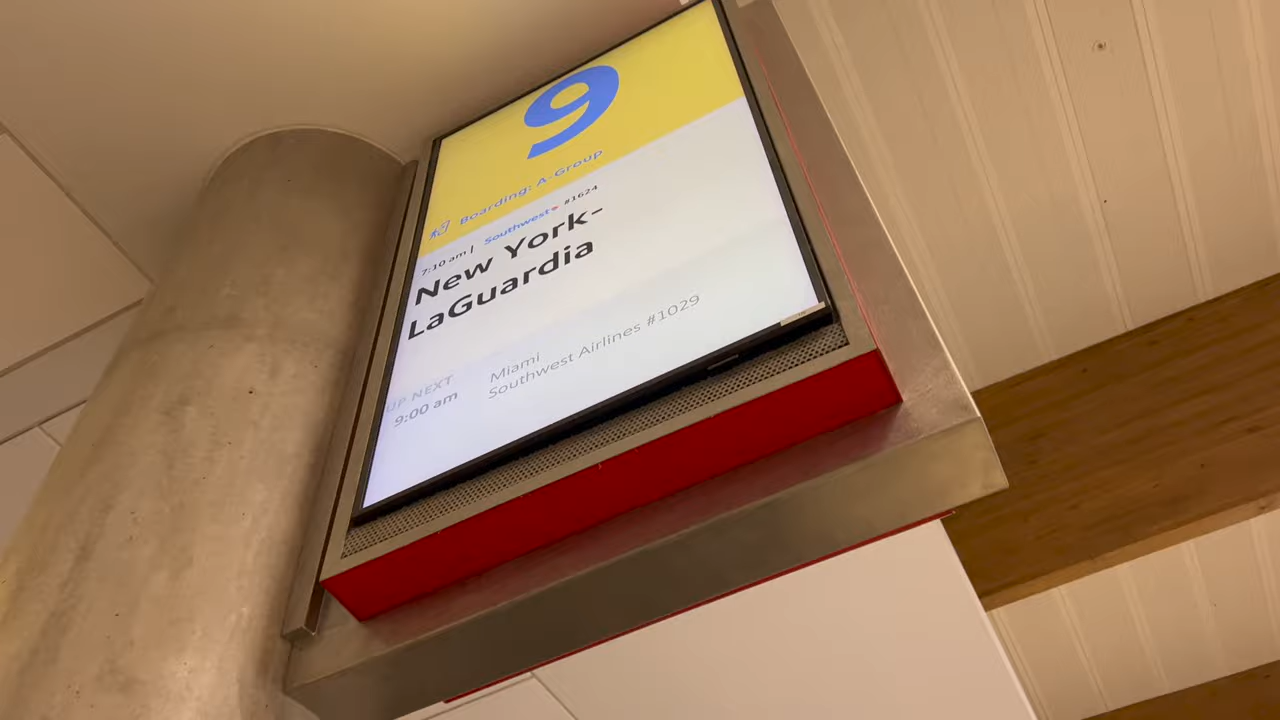 9
Boarding: A-Group
7:10 am | Southwest #1624
New York-
LaGuardia
UP NEXT
9:00 am
Miami
Southwest Airlines #1029